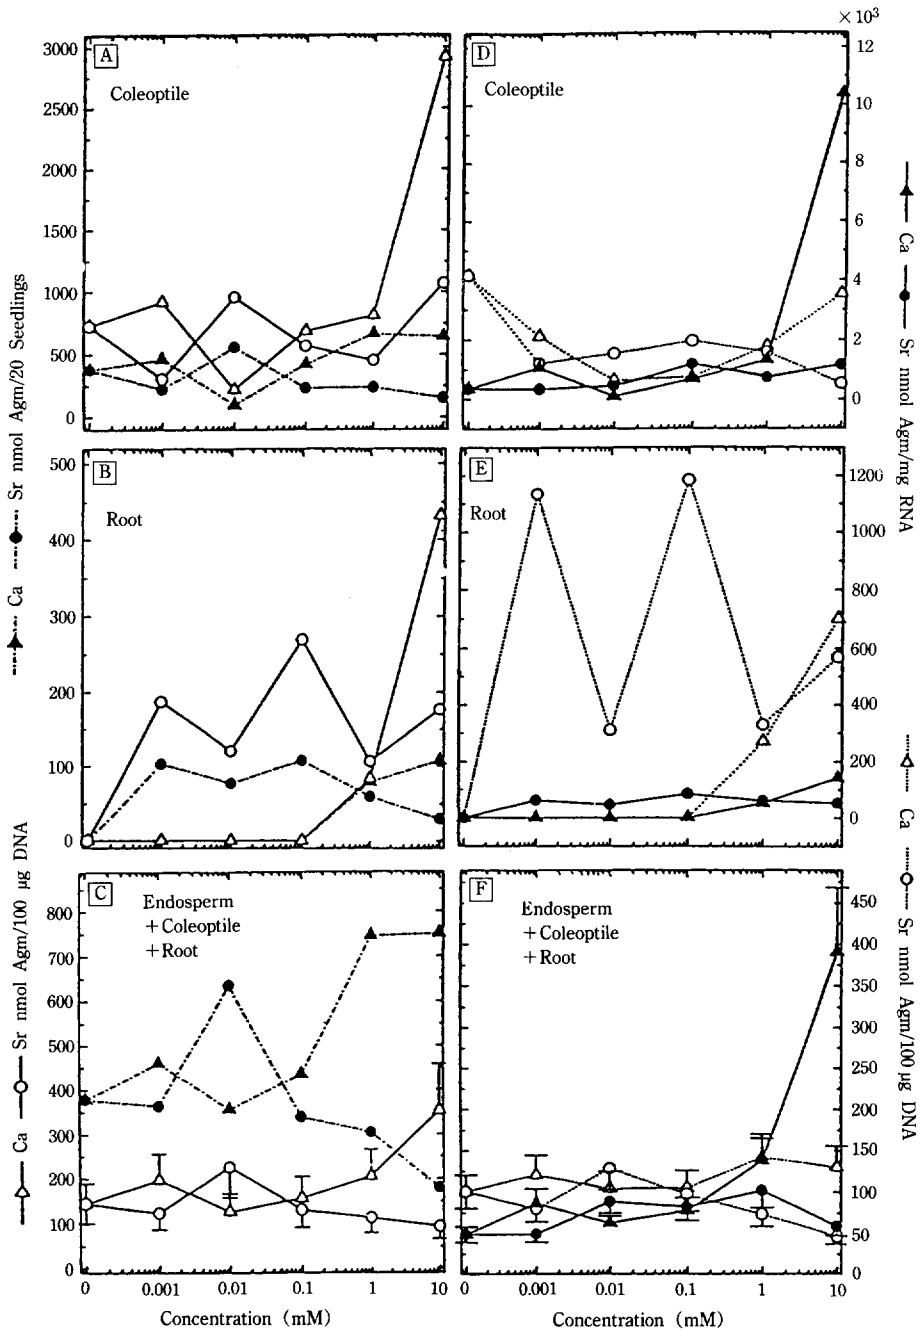 × 10³
A
Coleoptile
3000
2500
2000
1500
1000
500
0
D
Coleoptile
12
10
8
6
4
2
0
B
Root
500
400
300
200
100
0
E
Root
1200
1000
800
600
400
200
0
C
Endosperm
+ Coleoptile
+ Root
800
700
600
500
400
300
200
100
0
F
Endosperm
+ Coleoptile
+ Root
450
400
350
300
250
200
150
100
50
0
0 0.001 0.01 0.1 1 10
0 0.001 0.01 0.1 1 10
Concentration (mM)
Concentration (mM)
Ca Sr nmol Agm/20 Seedlings
Ca Sr nmol Agm/100 µg DNA
Ca Sr nmol Agm/mg RNA
Ca Sr nmol Agm/100 µg DNA